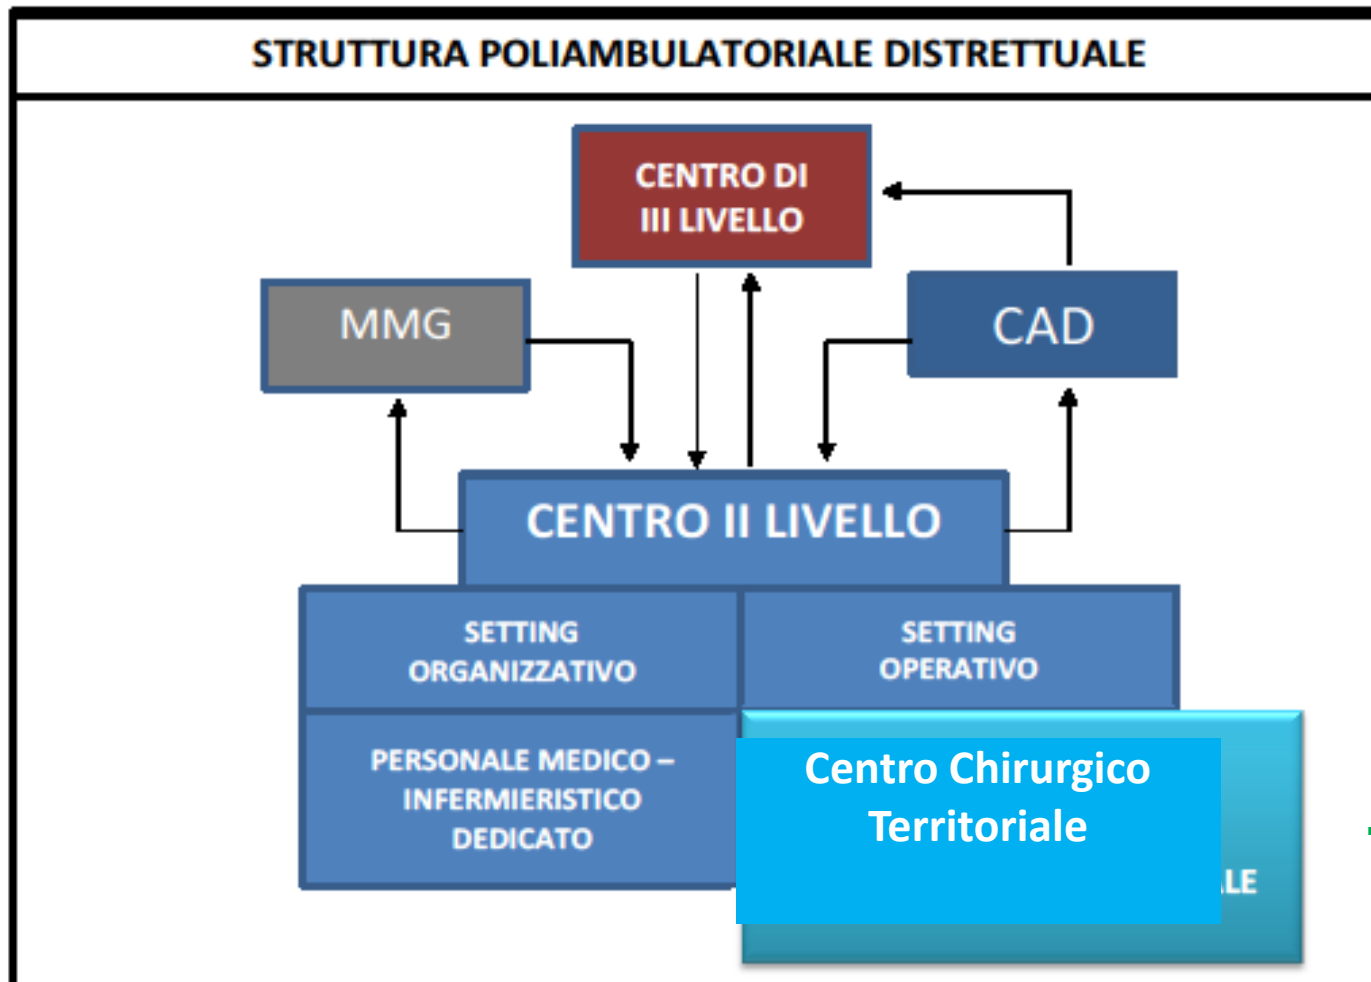 STRUTTURA POLIAMBULATORIALE DISTRETTUALE
CENTRO DI
III LIVELLO
MMG
CAD
CENTRO II LIVELLO
SETTING
ORGANIZZATIVO
SETTING
OPERATIVO
PERSONALE MEDICO –
INFERMIERISTICO
DEDICATO
Centro Chirurgico
Territoriale